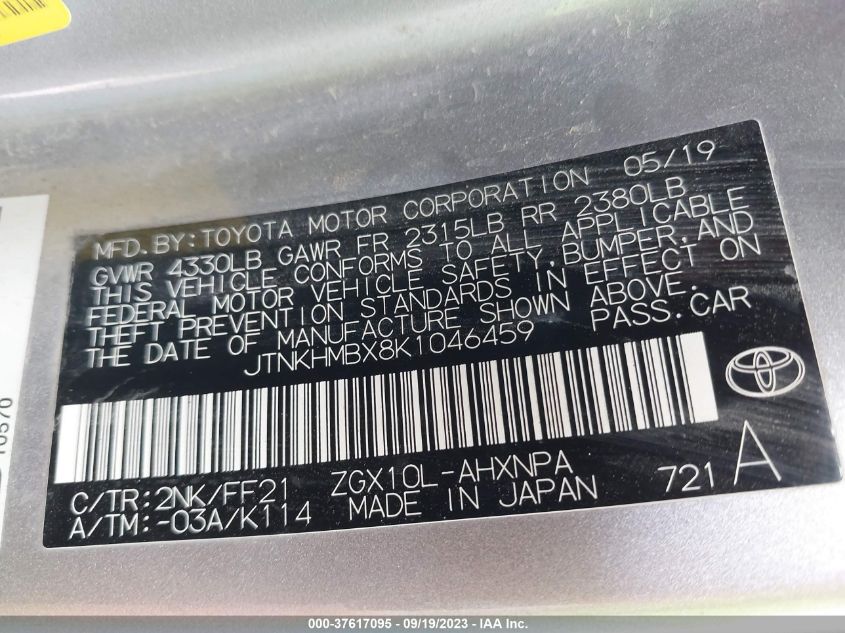 MFD. BY: TOYOTA MOTOR CORPORATION 05/19
GVWR 4330LB GAWR FR 2315LB RR 2380LB
THIS VEHICLE CONFORMS TO ALL APPLICABLE
FEDERAL MOTOR VEHICLE SAFETY, BUMPER, AND
THEFT PREVENTION STANDARDS IN EFFECT ON
THE DATE OF MANUFACTURE SHOWN ABOVE.
JTNKHMBX8K1046459 PASS. CAR
C/TR: 2NK/FF21 ZGX10L-AHXNPA 721 A
A/TM: -03A/K114 MADE IN JAPAN
10570
000-37617095 - 09/19/2023 - IAA Inc.